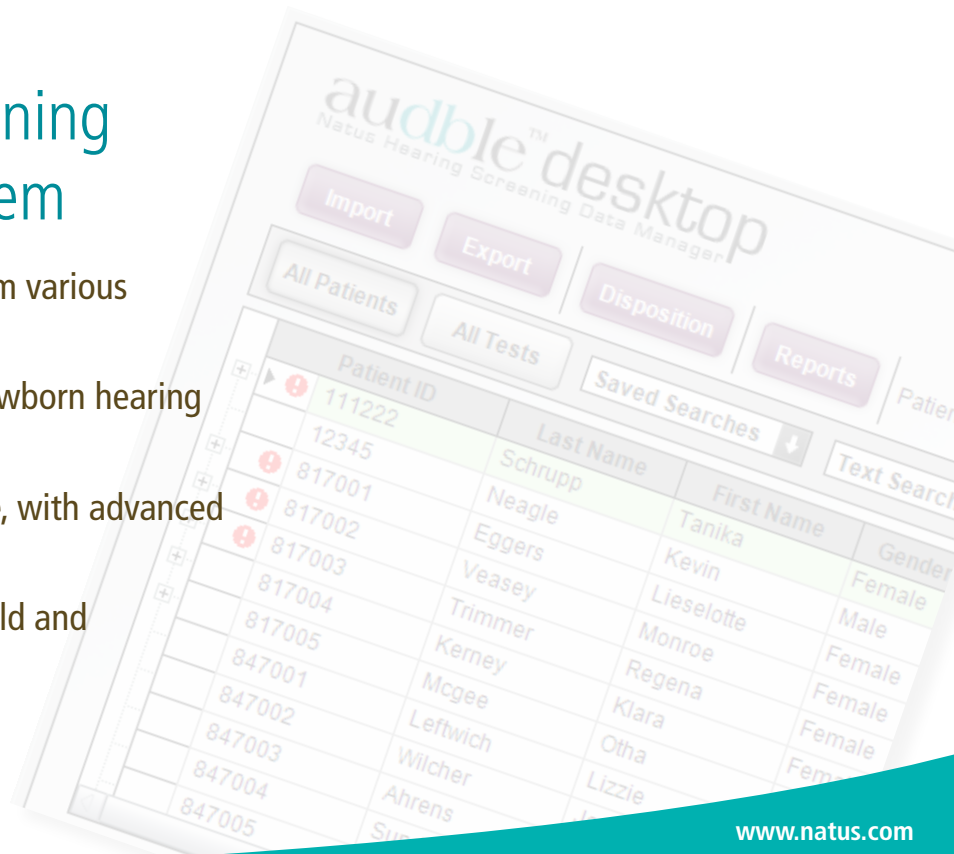 ning
em
m various
wborn hearing
, with advanced
ld and
audble™ desktop
Natus Hearing Screening Data Manager
Import Export Disposition Reports Patien
All Patients All Tests Saved Searches Text Search
Patient ID Last Name First Name Gender
111222 Schrupp Tanika Female
12345 Neagle Kevin Male
817001 Eggers Lieselotte Female
817002 Veasey Monroe Female
817003 Trimmer Regena Female
817004 Kerney Klara Fema
817005 Mcgee Otha
847001 Leftwich Lizzie
847002 Wilcher
847003 Ahrens
847004
847005
www.natus.com